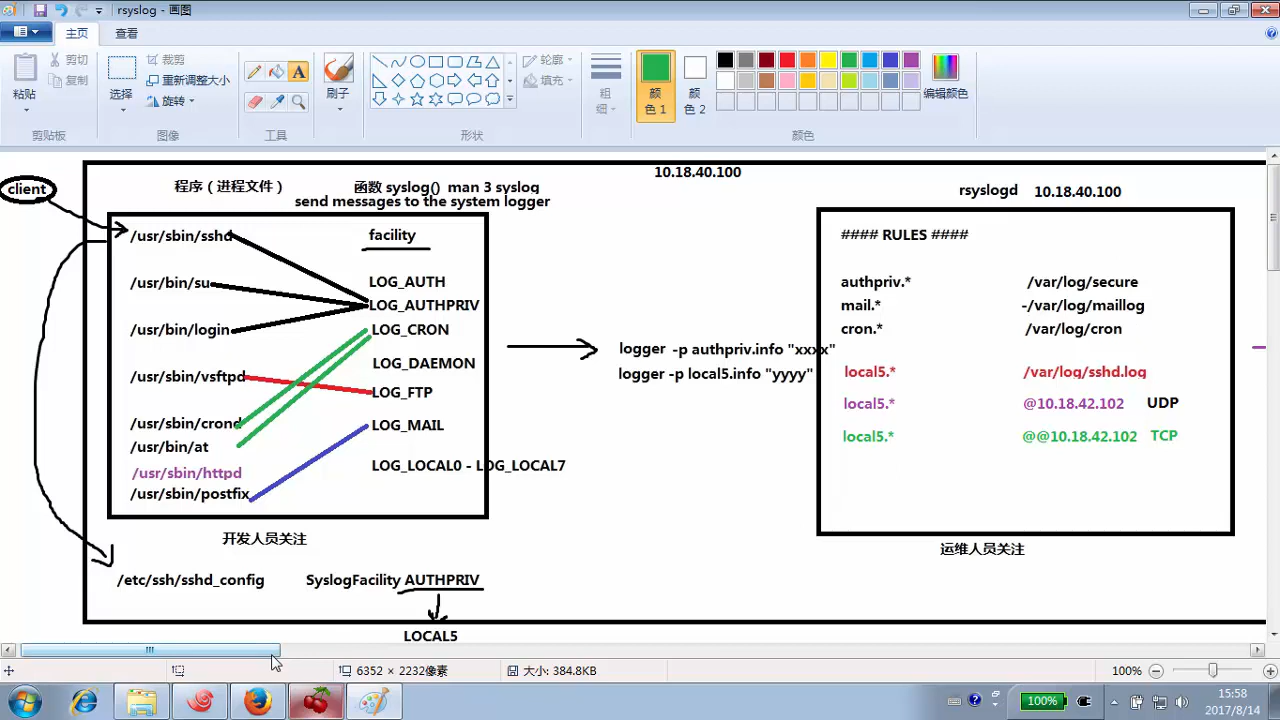 rsyslog - 画图
主页
查看
粘贴
剪切
复制
剪贴板
选择
裁剪
重新调整大小
旋转
图像
A
工具
刷子
轮廓
填充
形状
粗细
颜色 1
颜色 2
颜色
编辑颜色
10.18.40.100
client
程序（进程文件）
函数 syslog() man 3 syslog
send messages to the system logger
/usr/sbin/sshd
/usr/bin/su
/usr/bin/login
/usr/sbin/vsftpd
/usr/sbin/crond
/usr/bin/at
/usr/sbin/httpd
/usr/sbin/postfix
facility
LOG_AUTH
LOG_AUTHPRIV
LOG_CRON
LOG_DAEMON
LOG_FTP
LOG_MAIL
LOG_LOCAL0 - LOG_LOCAL7
开发人员关注
/etc/ssh/sshd_config SyslogFacility AUTHPRIV
LOCAL5
logger -p authpriv.info "xxxx"
logger -p local5.info "yyyy"
rsyslogd 10.18.40.100
#### RULES ####
authpriv.* /var/log/secure
mail.* -/var/log/maillog
cron.* /var/log/cron
local5.* /var/log/sshd.log
local5.* @10.18.42.102 UDP
local5.* @@10.18.42.102 TCP
运维人员关注
6352 × 2232像素
大小: 384.8KB
100%
100%
15:58
2017/8/14